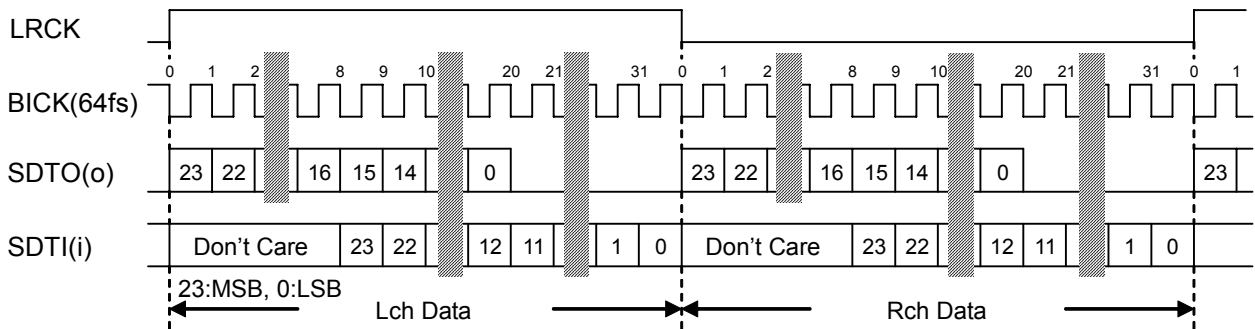 LRCK
0 1 2 8 9 10 20 21 31 0 1 2 8 9 10 20 21 31 0 1
BICK(64fs)
SDTO(o) 23 22 16 15 14 0 23 22 16 15 14 0 23
SDTI(i) Don't Care 23 22 12 11 1 0 Don't Care 23 22 12 11 1 0
23:MSB, 0:LSB
Lch Data Rch Data